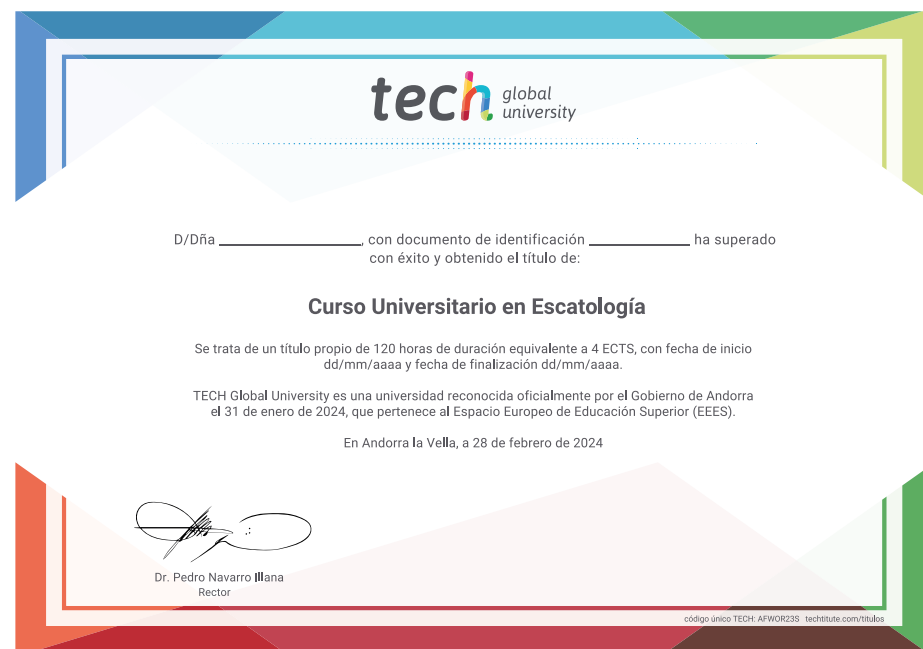 tech global university
D/Dña ____________________, con documento de identificación ______________ ha superado
con éxito y obtenido el título de:
Curso Universitario en Escatología
Se trata de un título propio de 120 horas de duración equivalente a 4 ECTS, con fecha de inicio
dd/mm/aaaa y fecha de finalización dd/mm/aaaa.
TECH Global University es una universidad reconocida oficialmente por el Gobierno de Andorra
el 31 de enero de 2024, que pertenece al Espacio Europeo de Educación Superior (EEES).
En Andorra la Vella, a 28 de febrero de 2024
Dr. Pedro Navarro Illana
Rector
código único TECH: AFWOR23S techtitute.com/titulos